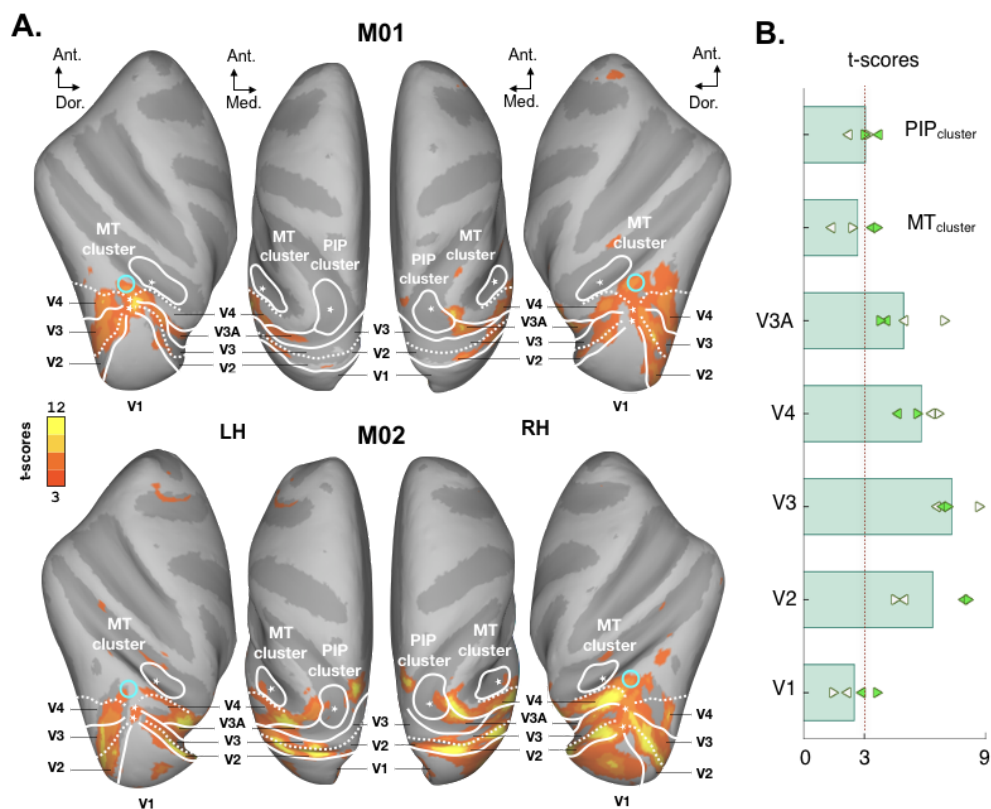 A.
M01
B.
Ant.
Dor.
Ant.
Med.
Ant.
Med.
Ant.
Dor.
t-scores
MT
cluster
MT
cluster
PIP
cluster
PIP
cluster
MT
cluster
MT
cluster
V4
V3
V2
V1
V4
V3A
V3
V2
V3
V2
V1
V4
V3A
V3
V2
V4
V3
V2
V1
12
t-scores
3
LH
M02
RH
MT
cluster
MT
cluster
PIP
cluster
PIP
cluster
MT
cluster
MT
cluster
V4
V3
V2
V1
V4
V3A
V3
V2
V3
V2
V1
V4
V3A
V3
V2
V4
V3
V2
V1
PIPcluster
MTcluster
V3A
V4
V3
V2
V1
0 3 9